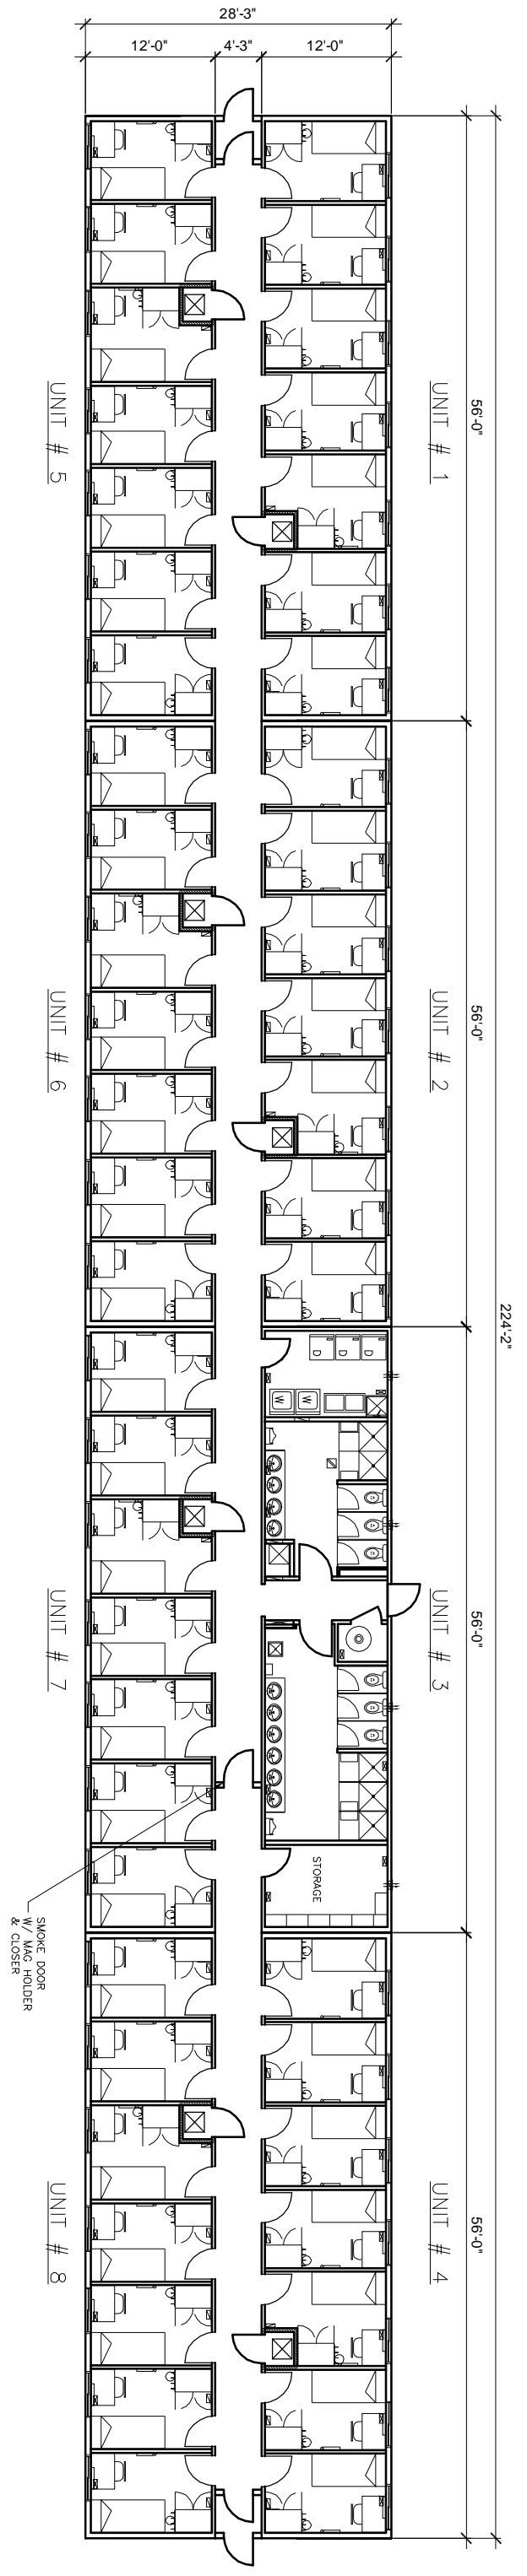 28'-3"
12'-0"
4'-3"
12'-0"
UNIT # 1
56'-0"
UNIT # 5
UNIT # 2
56'-0"
UNIT # 6
224'-2"
D
D
D
W
W
UNIT # 3
56'-0"
UNIT # 7
STORAGE
SMOKE DOOR
W/ MAG HOLDER
& CLOSER
UNIT # 4
56'-0"
UNIT # 8